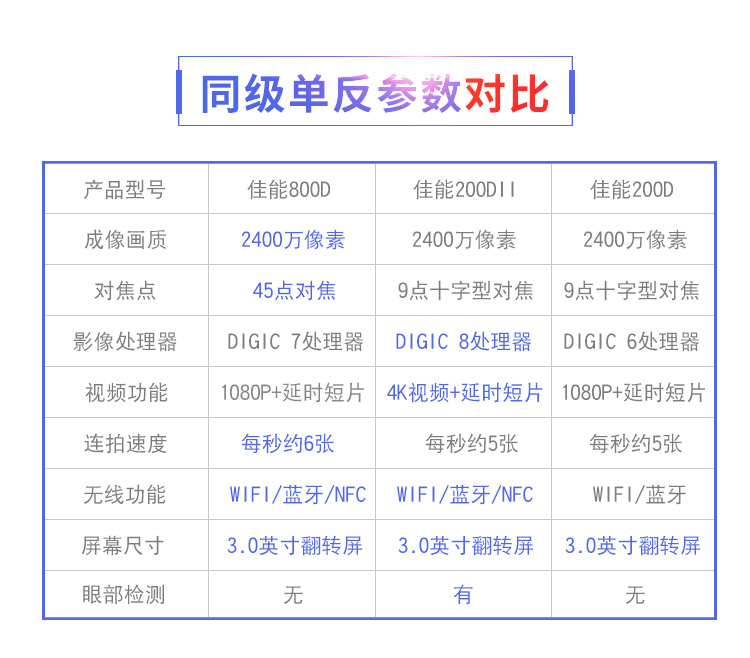 同级单反参数对比
产品型号 佳能800D 佳能200DII 佳能200D
成像画质 2400万像素 2400万像素 2400万像素
对焦点 45点对焦 9点十字型对焦 9点十字型对焦
影像处理器 DIGIC 7处理器 DIGIC 8处理器 DIGIC 6处理器
视频功能 1080P+延时短片 4K视频+延时短片 1080P+延时短片
连拍速度 每秒约6张 每秒约5张 每秒约5张
无线功能 WIFI/蓝牙/NFC WIFI/蓝牙/NFC WIFI/蓝牙
屏幕尺寸 3.0英寸翻转屏 3.0英寸翻转屏 3.0英寸翻转屏
眼部检测 无 有 无